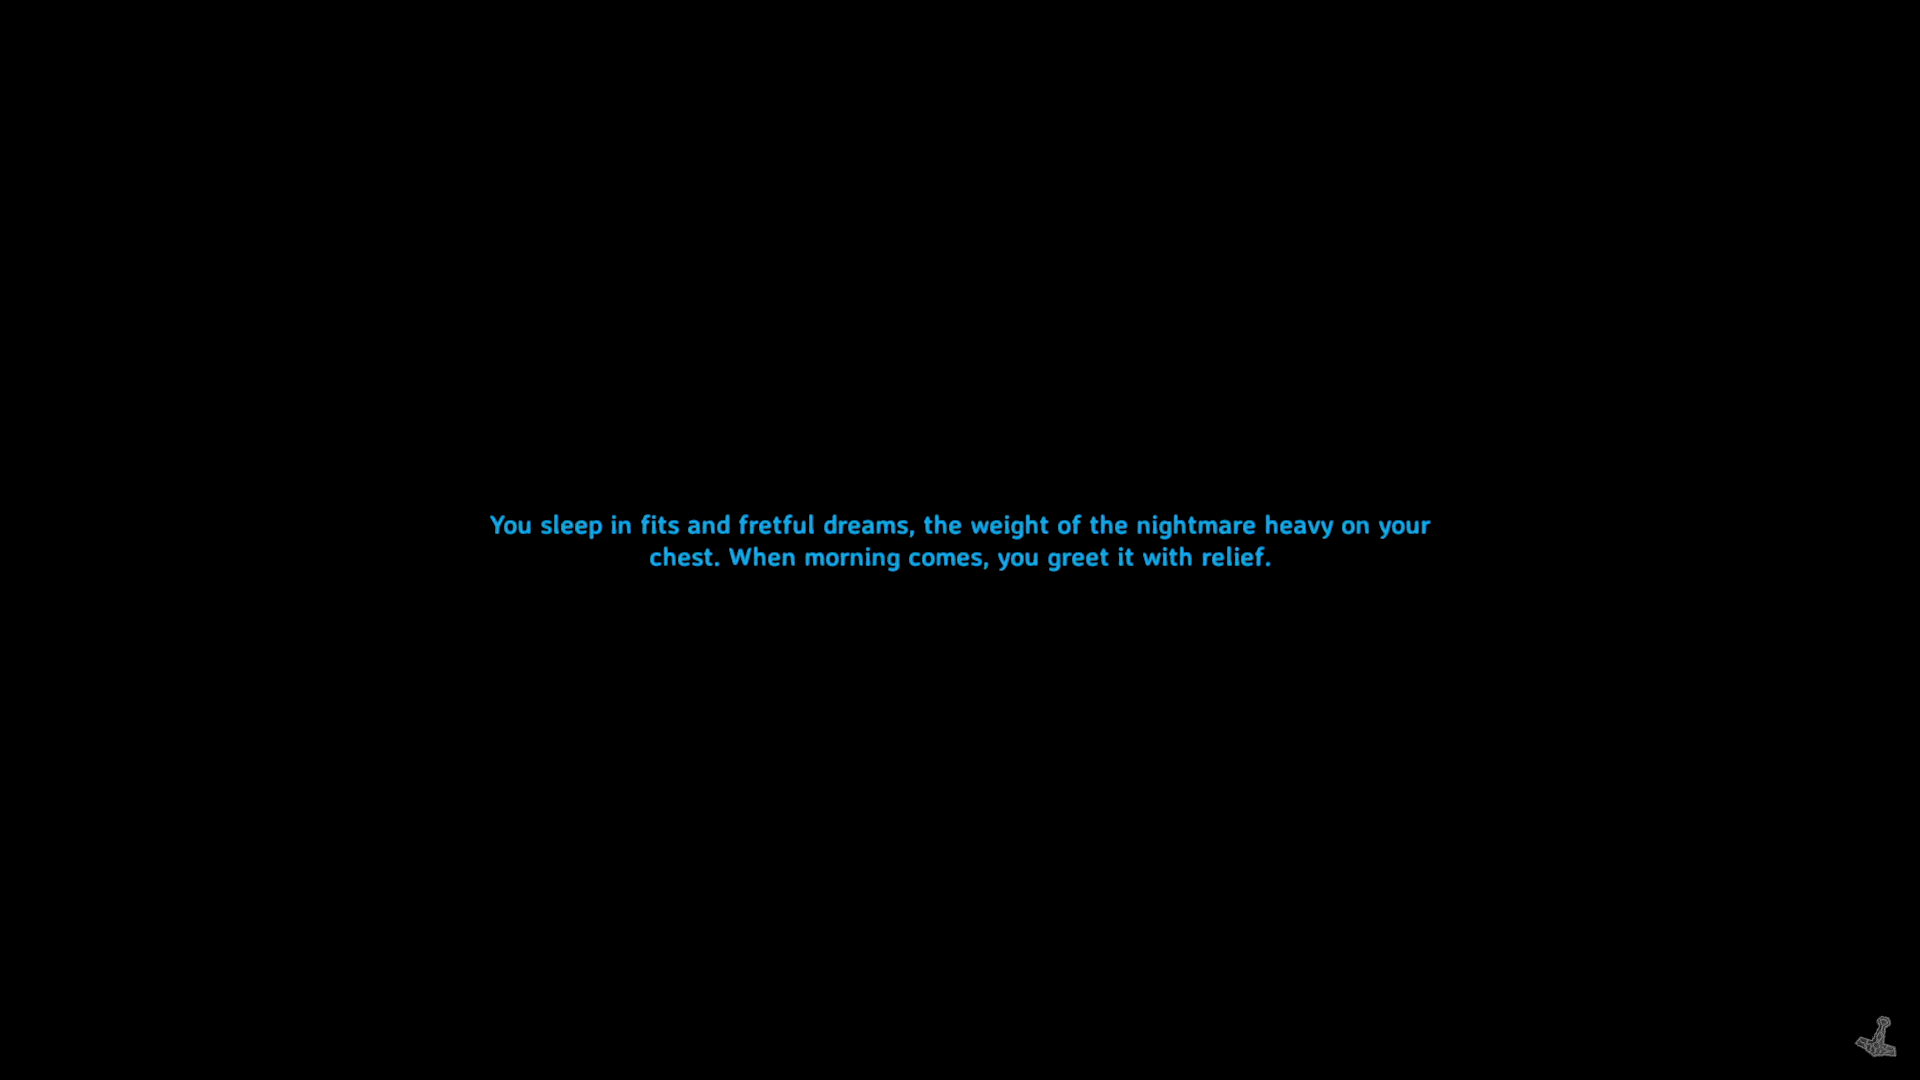 You sleep in fits and fretful dreams, the weight of the nightmare heavy on your
chest. When morning comes, you greet it with relief.